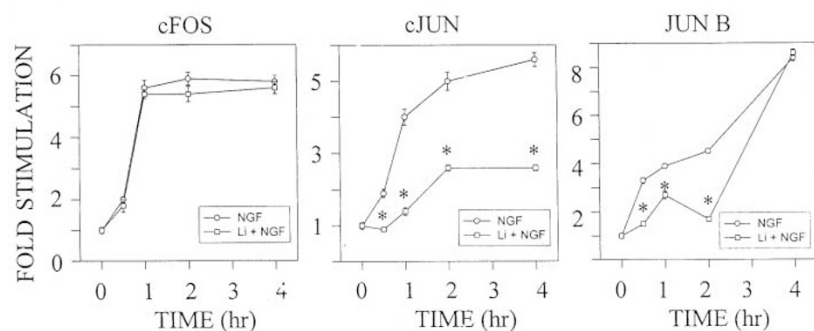 cFOS
cJUN
JUN B
FOLD STIMULATION
6
4
2
0
NGF
Li + NGF
0 1 2 3 4
TIME (hr)
5
3
1
*
*
*
*
NGF
Li + NGF
0 1 2 3 4
TIME (hr)
8
6
4
2
*
*
*
NGF
Li + NGF
0 1 2 3 4
TIME (hr)